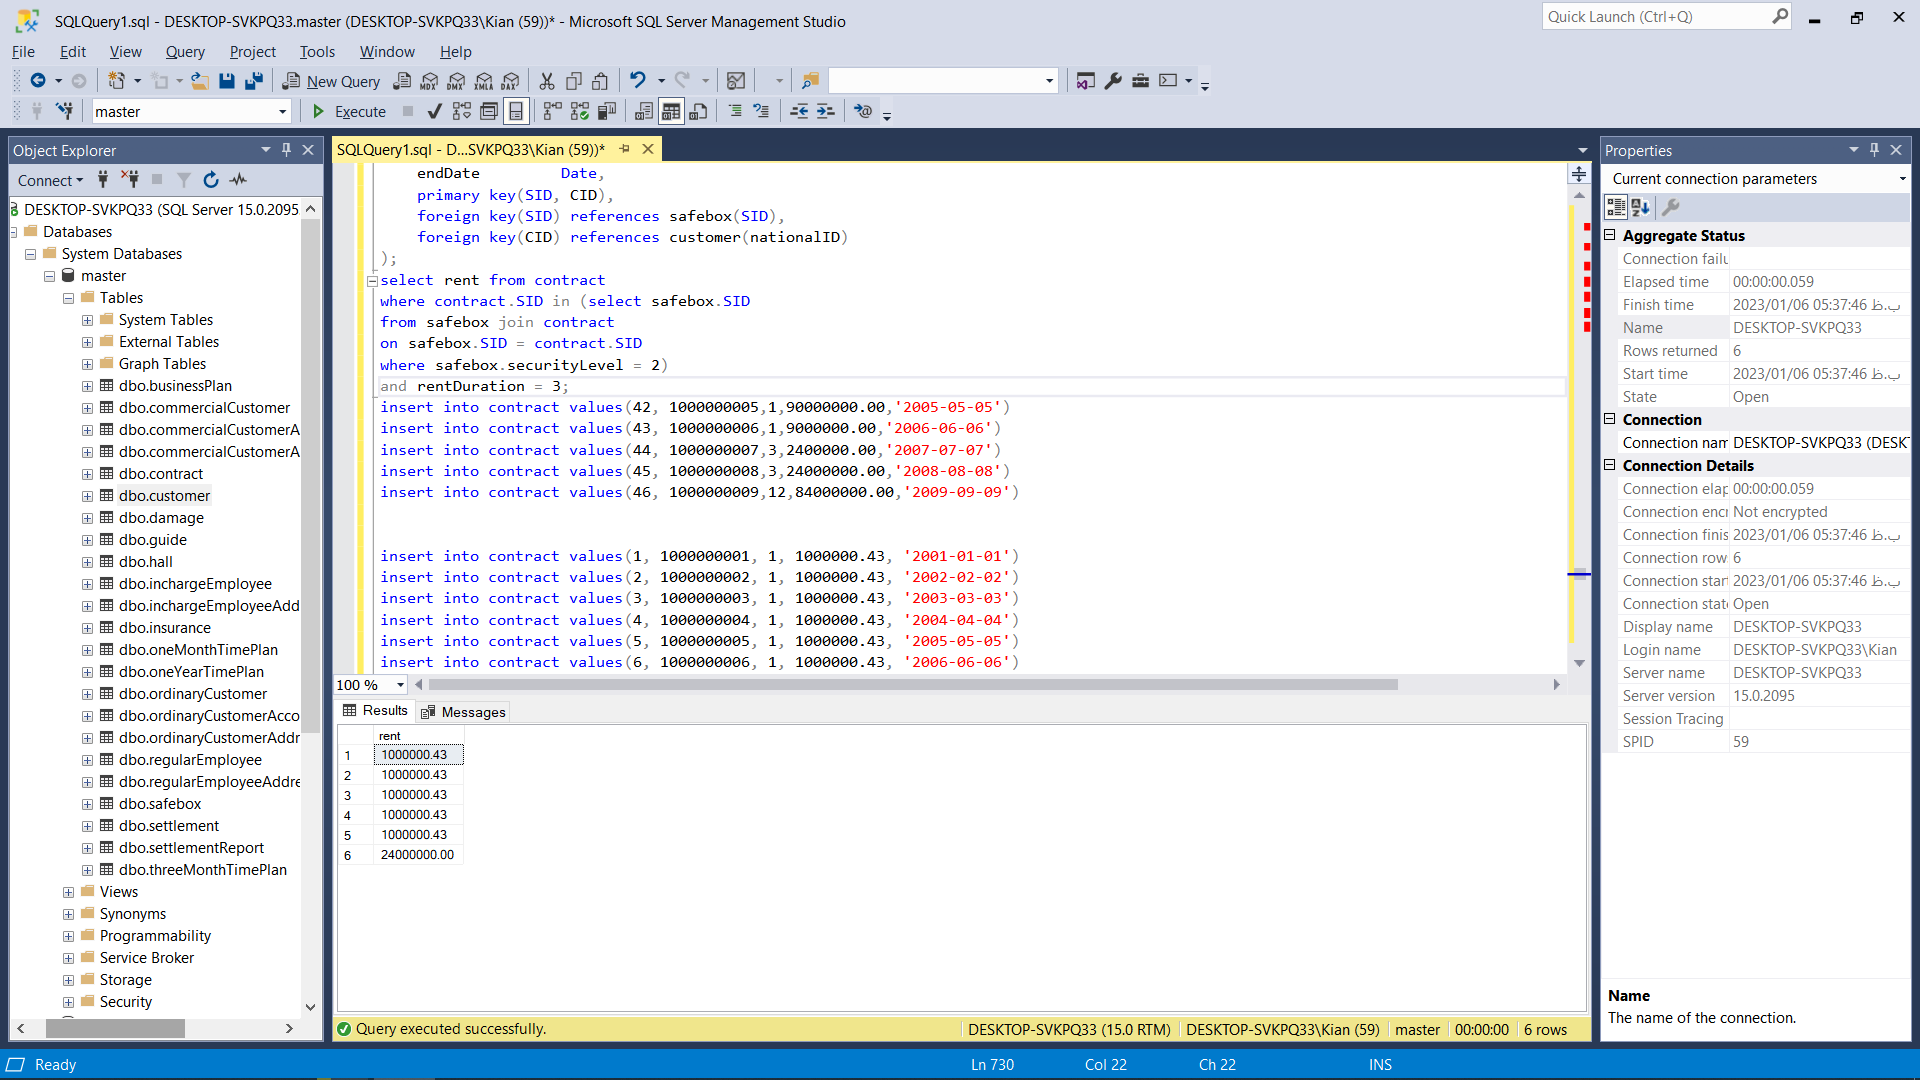 SQLQuery1.sql - DESKTOP-SVKPQ33.master (DESKTOP-SVKPQ33\Kian (59))* - Microsoft SQL Server Management Studio
Quick Launch (Ctrl+Q)
File Edit View Query Project Tools Window Help
New Query
MDX DMX XMLA DAX
master
Execute
Object Explorer
Connect
DESKTOP-SVKPQ33 (SQL Server 15.0.2095
Databases
System Databases
master
Tables
System Tables
External Tables
Graph Tables
dbo.businessPlan
dbo.commercialCustomer
dbo.commercialCustomerA
dbo.commercialCustomerA
dbo.contract
dbo.customer
dbo.damage
dbo.guide
dbo.hall
dbo.inchargeEmployee
dbo.inchargeEmployeeAdd
dbo.insurance
dbo.oneMonthTimePlan
dbo.oneYearTimePlan
dbo.ordinaryCustomer
dbo.ordinaryCustomerAcco
dbo.ordinaryCustomerAddr
dbo.regularEmployee
dbo.regularEmployeeAddre
dbo.safebox
dbo.settlement
dbo.settlementReport
dbo.threeMonthTimePlan
Views
Synonyms
Programmability
Service Broker
Storage
Security
SQLQuery1.sql - D...SVKPQ33\Kian (59))*
endDate Date,
primary key(SID, CID),
foreign key(SID) references safebox(SID),
foreign key(CID) references customer(nationalID)
);
select rent from contract
where contract.SID in (select safebox.SID
from safebox join contract
on safebox.SID = contract.SID
where safebox.securityLevel = 2)
and rentDuration = 3;
insert into contract values(42, 1000000005,1,90000000.00,'2005-05-05')
insert into contract values(43, 1000000006,1,9000000.00,'2006-06-06')
insert into contract values(44, 1000000007,3,2400000.00,'2007-07-07')
insert into contract values(45, 1000000008,3,24000000.00,'2008-08-08')
insert into contract values(46, 1000000009,12,84000000.00,'2009-09-09')
insert into contract values(1, 1000000001, 1, 1000000.43, '2001-01-01')
insert into contract values(2, 1000000002, 1, 1000000.43, '2002-02-02')
insert into contract values(3, 1000000003, 1, 1000000.43, '2003-03-03')
insert into contract values(4, 1000000004, 1, 1000000.43, '2004-04-04')
insert into contract values(5, 1000000005, 1, 1000000.43, '2005-05-05')
insert into contract values(6, 1000000006, 1, 1000000.43, '2006-06-06')
100 %
Results Messages
rent
1 1000000.43
2 1000000.43
3 1000000.43
4 1000000.43
5 1000000.43
6 24000000.00
Query executed successfully.
DESKTOP-SVKPQ33 (15.0 RTM) DESKTOP-SVKPQ33\Kian (59) master 00:00:00 6 rows
Properties
Current connection parameters
Aggregate Status
Connection failu
Elapsed time 00:00:00.059
Finish time 2023/01/06 05:37:46 ب.ظ
Name DESKTOP-SVKPQ33
Rows returned 6
Start time 2023/01/06 05:37:46 ب.ظ
State Open
Connection
Connection nam DESKTOP-SVKPQ33 (DESK
Connection Details
Connection elap 00:00:00.059
Connection encr Not encrypted
Connection finis 2023/01/06 05:37:46 ب.ظ
Connection row 6
Connection start 2023/01/06 05:37:46 ب.ظ
Connection state Open
Display name DESKTOP-SVKPQ33
Login name DESKTOP-SVKPQ33\Kian
Server name DESKTOP-SVKPQ33
Server version 15.0.2095
Session Tracing
SPID 59
Name
The name of the connection.
Ready
Ln 730 Col 22 Ch 22 INS